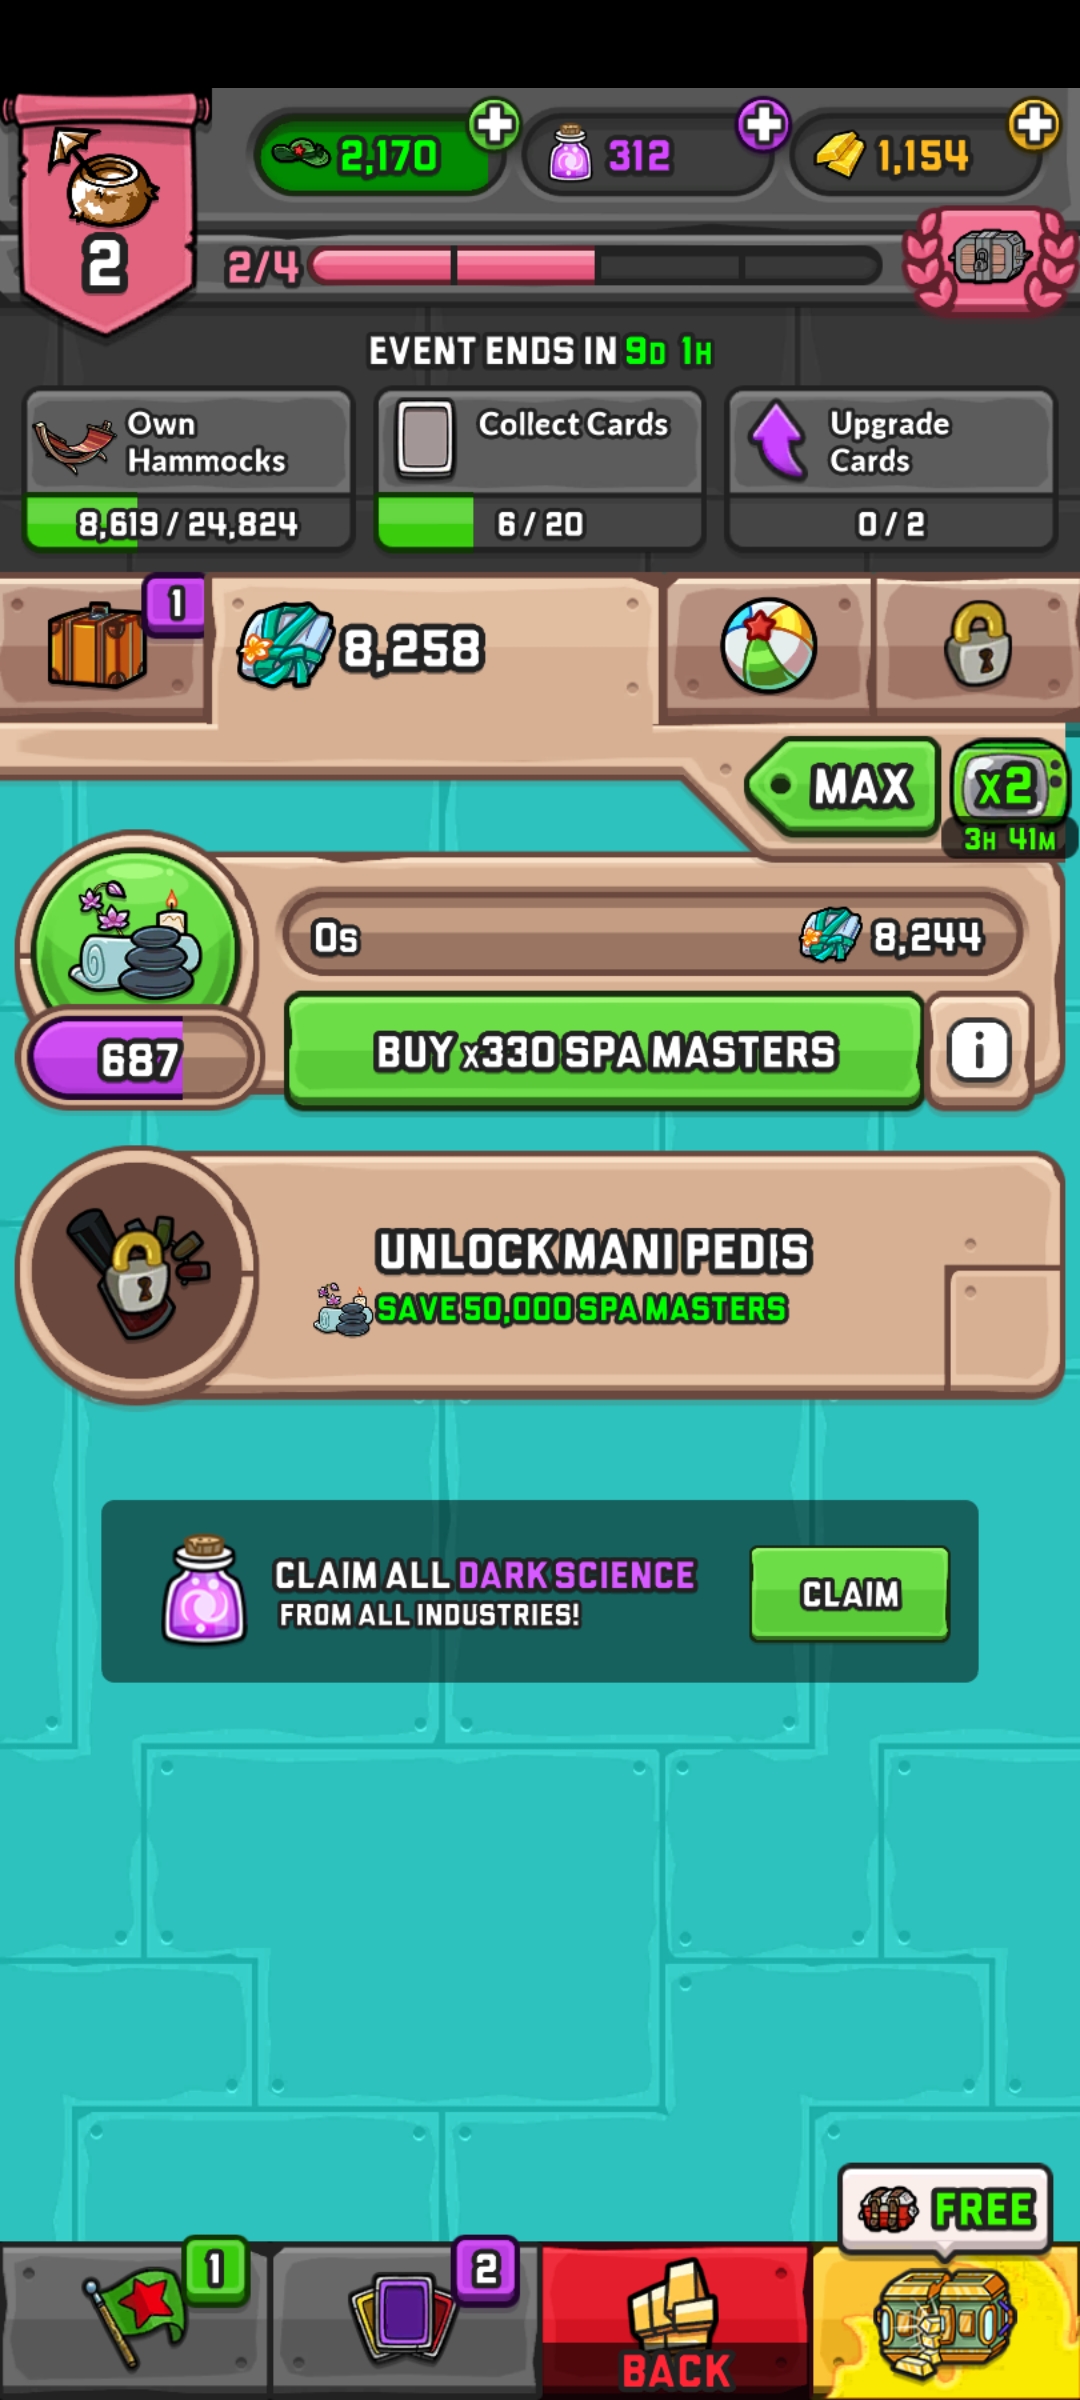 2,170
312
1,154
2
2/4
EVENT ENDS IN 9D 1H
Own
Hammocks
8,619 / 24,824
Collect Cards
6 / 20
Upgrade
Cards
0 / 2
1
8,258
MAX
x2
3H 41M
0s
8,244
687
BUY x330 SPA MASTERS
i
UNLOCK MANI PEDIS
SAVE 50,000 SPA MASTERS
CLAIM ALL DARK SCIENCE
FROM ALL INDUSTRIES!
CLAIM
FREE
1
2
BACK